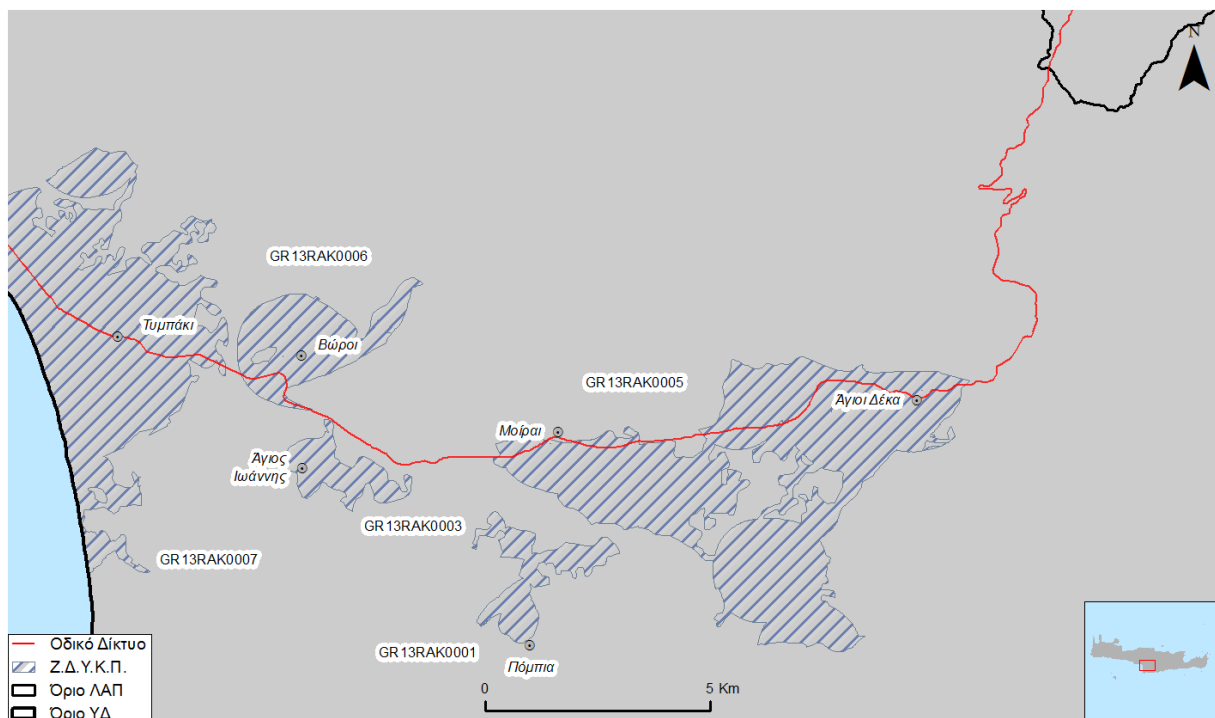 N
GR13RAK0006
Τυμπάκι
Βώροι
GR13RAK0005
Άγιοι Δέκα
Μοίραι
Άγιος
Ιωάννης
GR13RAK0003
GR13RAK0007
GR13RAK0001
Πόμπια
Οδικό Δίκτυο
Ζ.Δ.Υ.Κ.Π.
Όριο ΛΑΠ
Όριο ΥΔ
0 5 Km